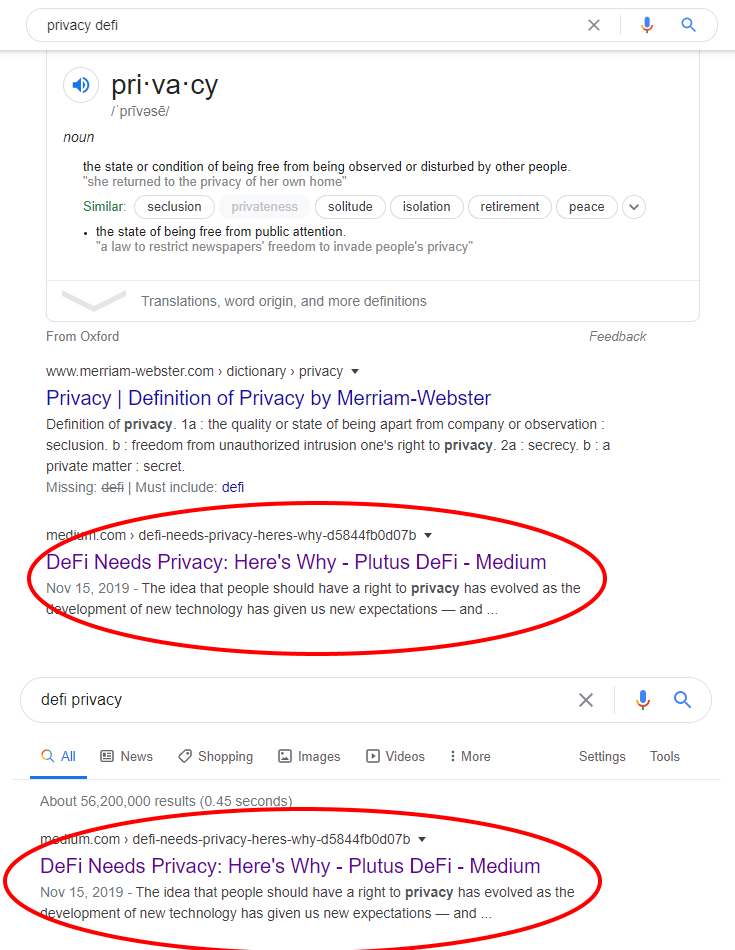 privacy defi
pri·va·cy
/ˈprīvəsē/
noun
the state or condition of being free from being observed or disturbed by other people.
"she returned to the privacy of her own home"
Similar: seclusion privateness solitude isolation retirement peace
• the state of being free from public attention.
"a law to restrict newspapers' freedom to invade people's privacy"
Translations, word origin, and more definitions
From Oxford Feedback
www.merriam-webster.com › dictionary › privacy
Privacy | Definition of Privacy by Merriam-Webster
Definition of privacy. 1a : the quality or state of being apart from company or observation :
seclusion. b : freedom from unauthorized intrusion one's right to privacy. 2a : secrecy. b : a
private matter : secret.
Missing: defi | Must include: defi
medium.com › defi-needs-privacy-heres-why-d5844fb0d07b
DeFi Needs Privacy: Here's Why - Plutus DeFi - Medium
Nov 15, 2019 - The idea that people should have a right to privacy has evolved as the
development of new technology has given us new expectations — and ...
defi privacy
All News Shopping Images Videos More Settings Tools
About 56,200,000 results (0.45 seconds)
medium.com › defi-needs-privacy-heres-why-d5844fb0d07b
DeFi Needs Privacy: Here's Why - Plutus DeFi - Medium
Nov 15, 2019 - The idea that people should have a right to privacy has evolved as the
development of new technology has given us new expectations — and ...